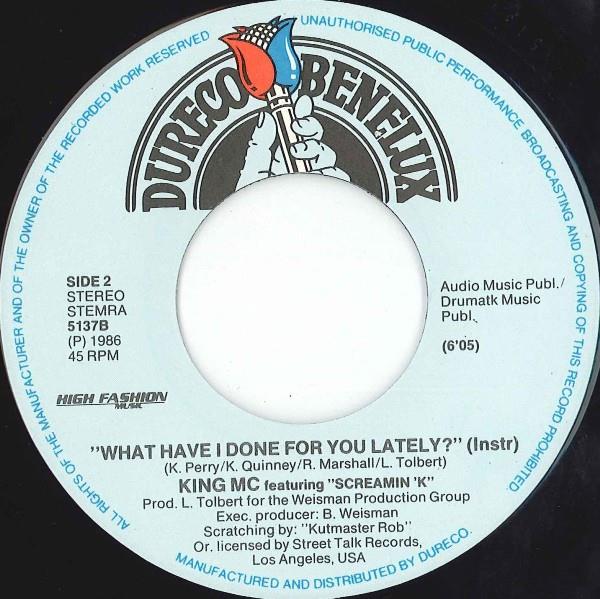 ALL RIGHTS OF THE MANUFACTURER AND OF THE OWNER OF THE RECORDED WORK RESERVED
UNAUTHORISED PUBLIC PERFORMANCE BROADCASTING AND COPYING OF THIS RECORD PROHIBITED.
DURECO BENELUX
SIDE 2
STEREO
STEMRA
5137B
(P) 1986
45 RPM
Audio Music Publ./
Drumatk Music
Publ.
(6'05)
HIGH FASHION
MUSIC
"WHAT HAVE I DONE FOR YOU LATELY?" (Instr)
(K. Perry/K. Quinney/R. Marshall/L. Tolbert)
KING MC featuring "SCREAMIN 'K"
Prod. L. Tolbert for the Weisman Production Group
Exec. producer: B. Weisman
Scratching by: "Kutmaster Rob"
Or. licensed by Street Talk Records,
Los Angeles, USA
MANUFACTURED AND DISTRIBUTED BY DURECO.